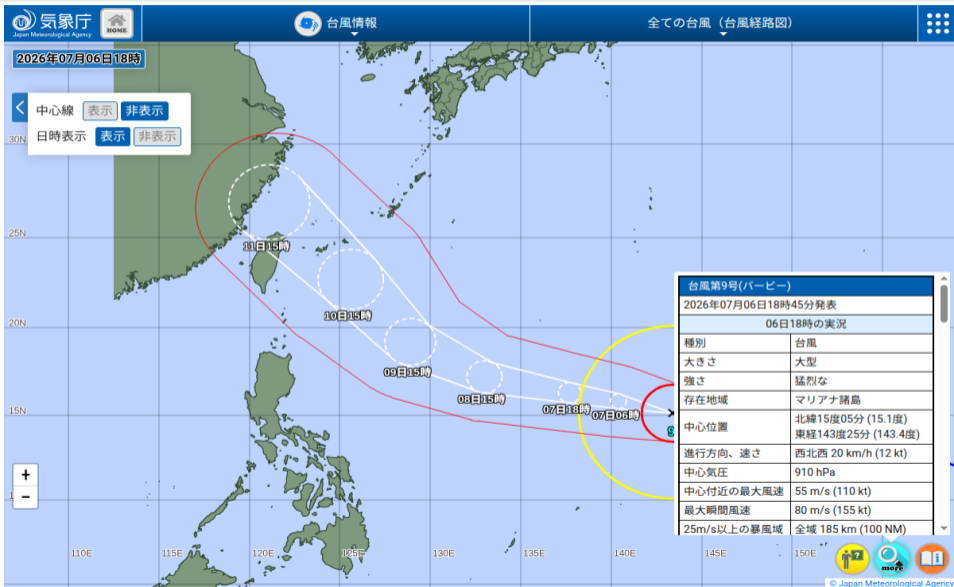 気象庁
Japan Meteorological Agency
HOME
台風情報
全ての台風（台風経路図）
2026年07月06日18時
中心線 表示 非表示
日時表示 表示 非表示
30N
25N
20N
15N
11日15時
10日15時
09日15時
08日15時
07日18時
07日06時
台風第9号(バービー)
2026年07月06日18時45分発表
06日18時の実況
種別 台風
大きさ 大型
強さ 猛烈な
存在地域 マリアナ諸島
中心位置 北緯15度05分 (15.1度)
東経143度25分 (143.4度)
進行方向、速さ 西北西 20 km/h (12 kt)
中心気圧 910 hPa
中心付近の最大風速 55 m/s (110 kt)
最大瞬間風速 80 m/s (155 kt)
25m/s以上の暴風域 全域 185 km (100 NM)
+
−
110E
115E
120E
125E
130E
135E
140E
145E
150E
more
© Japan Meteorological Agency